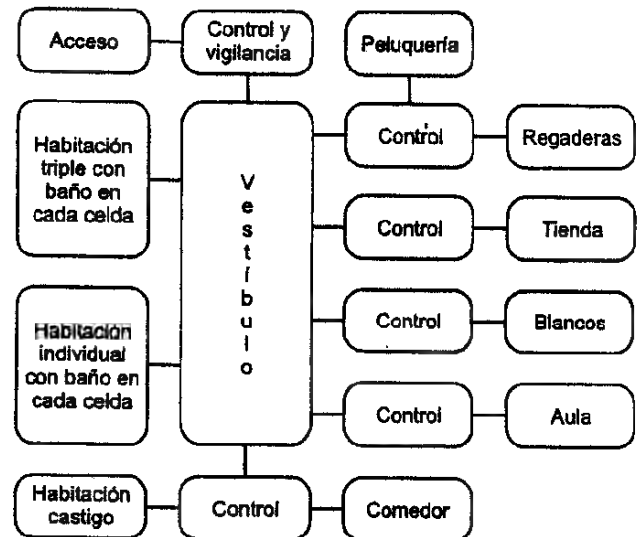 Acceso
Control y
vigilancia
Peluquería
Habitación
triple con
baño en
cada celda
Vestíbulo
Control
Regaderas
Control
Tienda
Habitación
individual
con baño en
cada celda
Control
Blancos
Control
Aula
Habitación
castigo
Control
Comedor